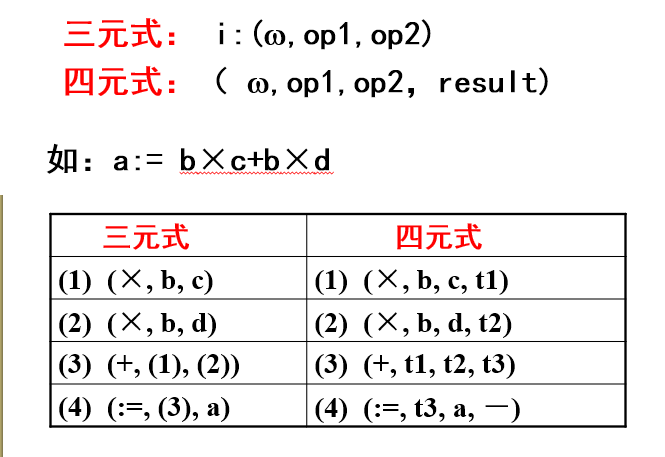 三元式： i:(ω,op1,op2)
四元式：（ ω,op1,op2，result)
如：a:= b×c+b×d
三元式 四元式
(1) (×, b, c) (1) (×, b, c, t1)
(2) (×, b, d) (2) (×, b, d, t2)
(3) (+, (1), (2)) (3) (+, t1, t2, t3)
(4) (:=, (3), a) (4) (:=, t3, a, －)